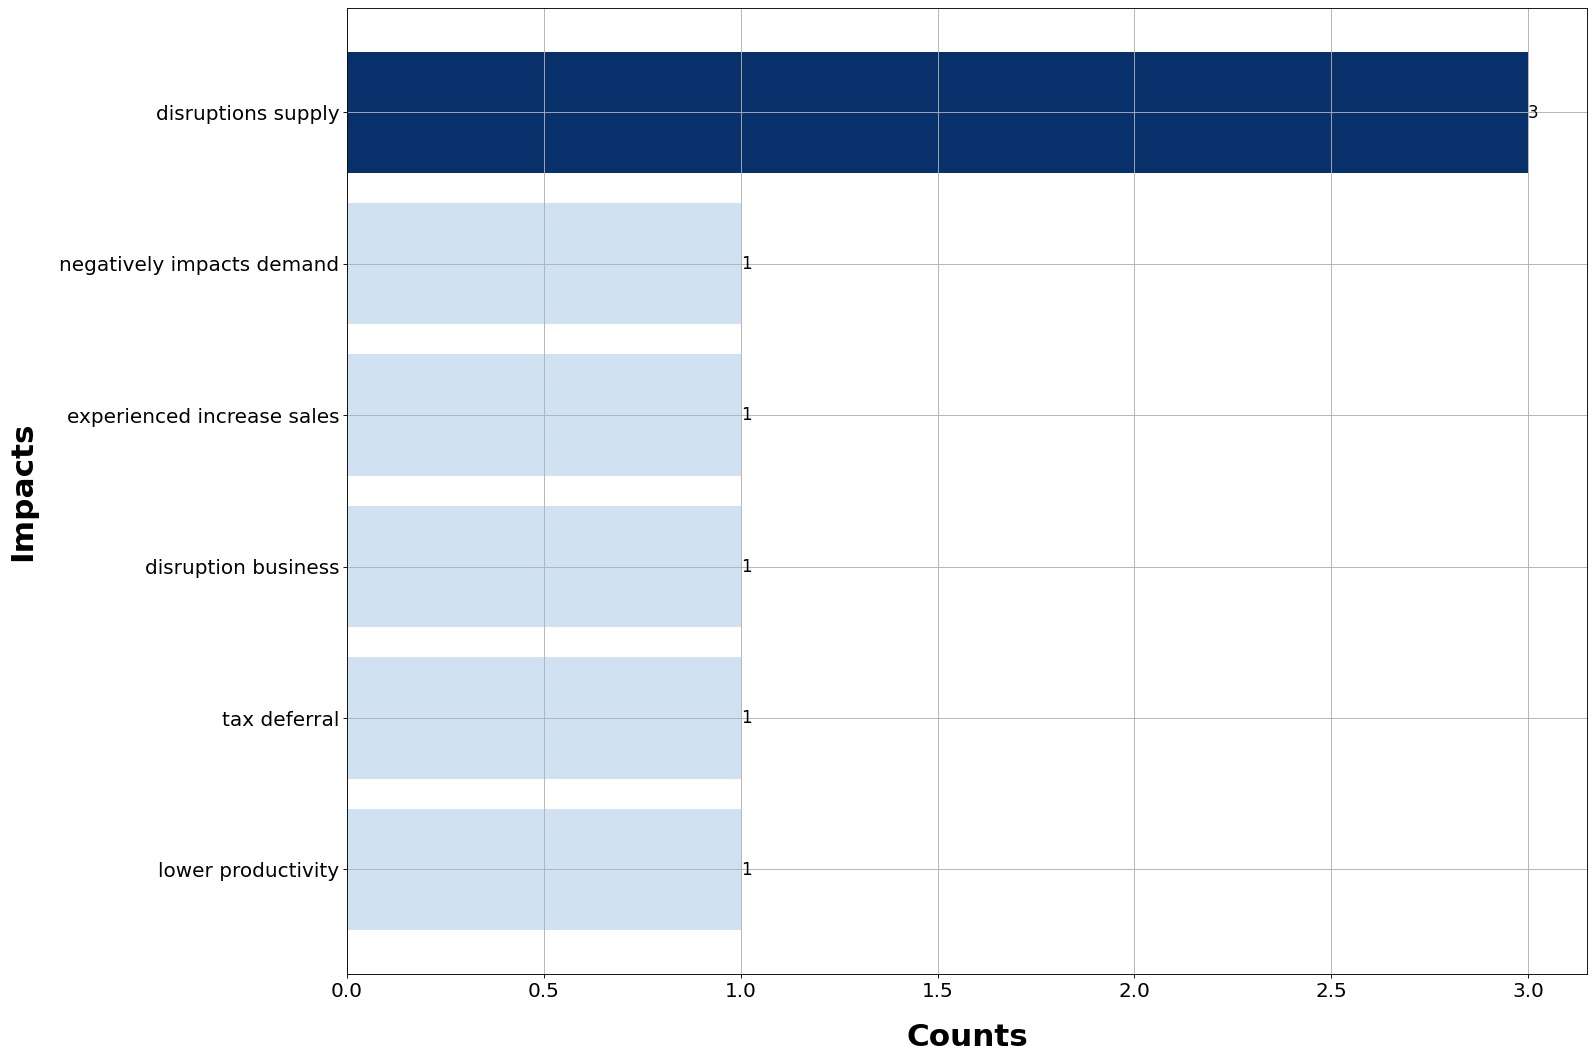 Impacts
disruptions supply 3
negatively impacts demand 1
experienced increase sales 1
disruption business 1
tax deferral 1
lower productivity 1
0.0 0.5 1.0 1.5 2.0 2.5 3.0
Counts